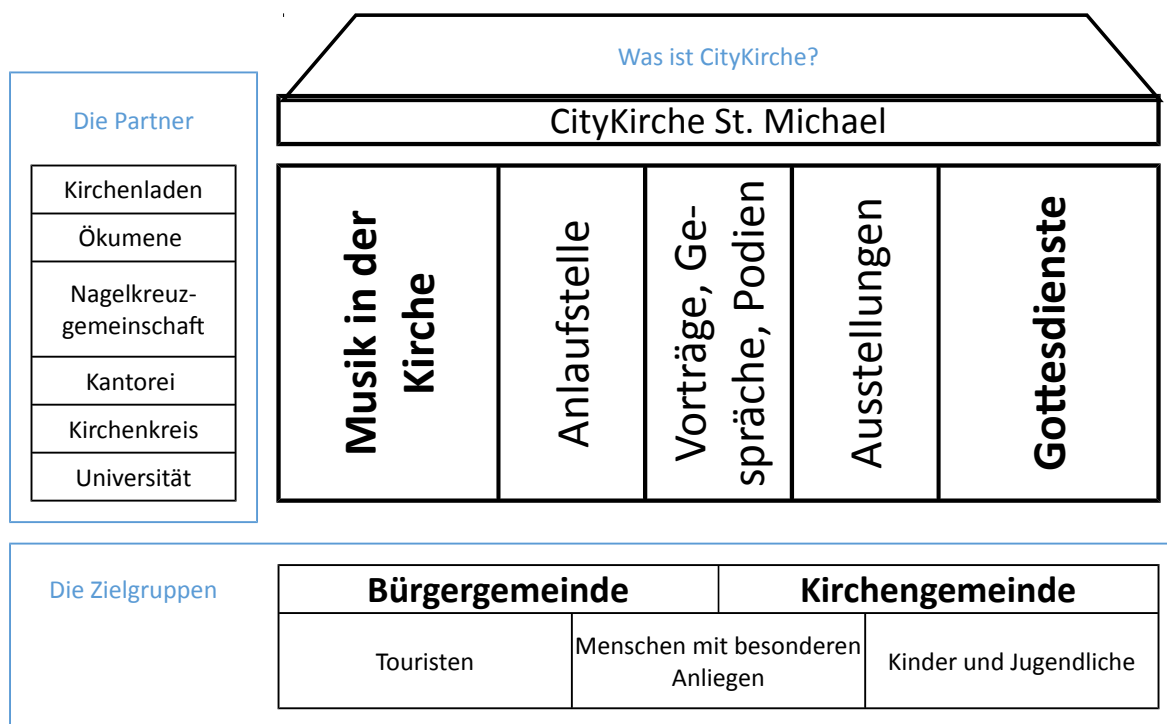 Was ist CityKirche?
CityKirche St. Michael
Die Partner
Kirchenladen
Ökumene
Nagelkreuz-
gemeinschaft
Kantorei
Kirchenkreis
Universität
Musik in der
Kirche
Anlaufstelle
Vorträge, Ge-
spräche, Podien
Ausstellungen
Gottesdienste
Die Zielgruppen
Bürgergemeinde
Kirchengemeinde
Touristen
Menschen mit besonderen
Anliegen
Kinder und Jugendliche